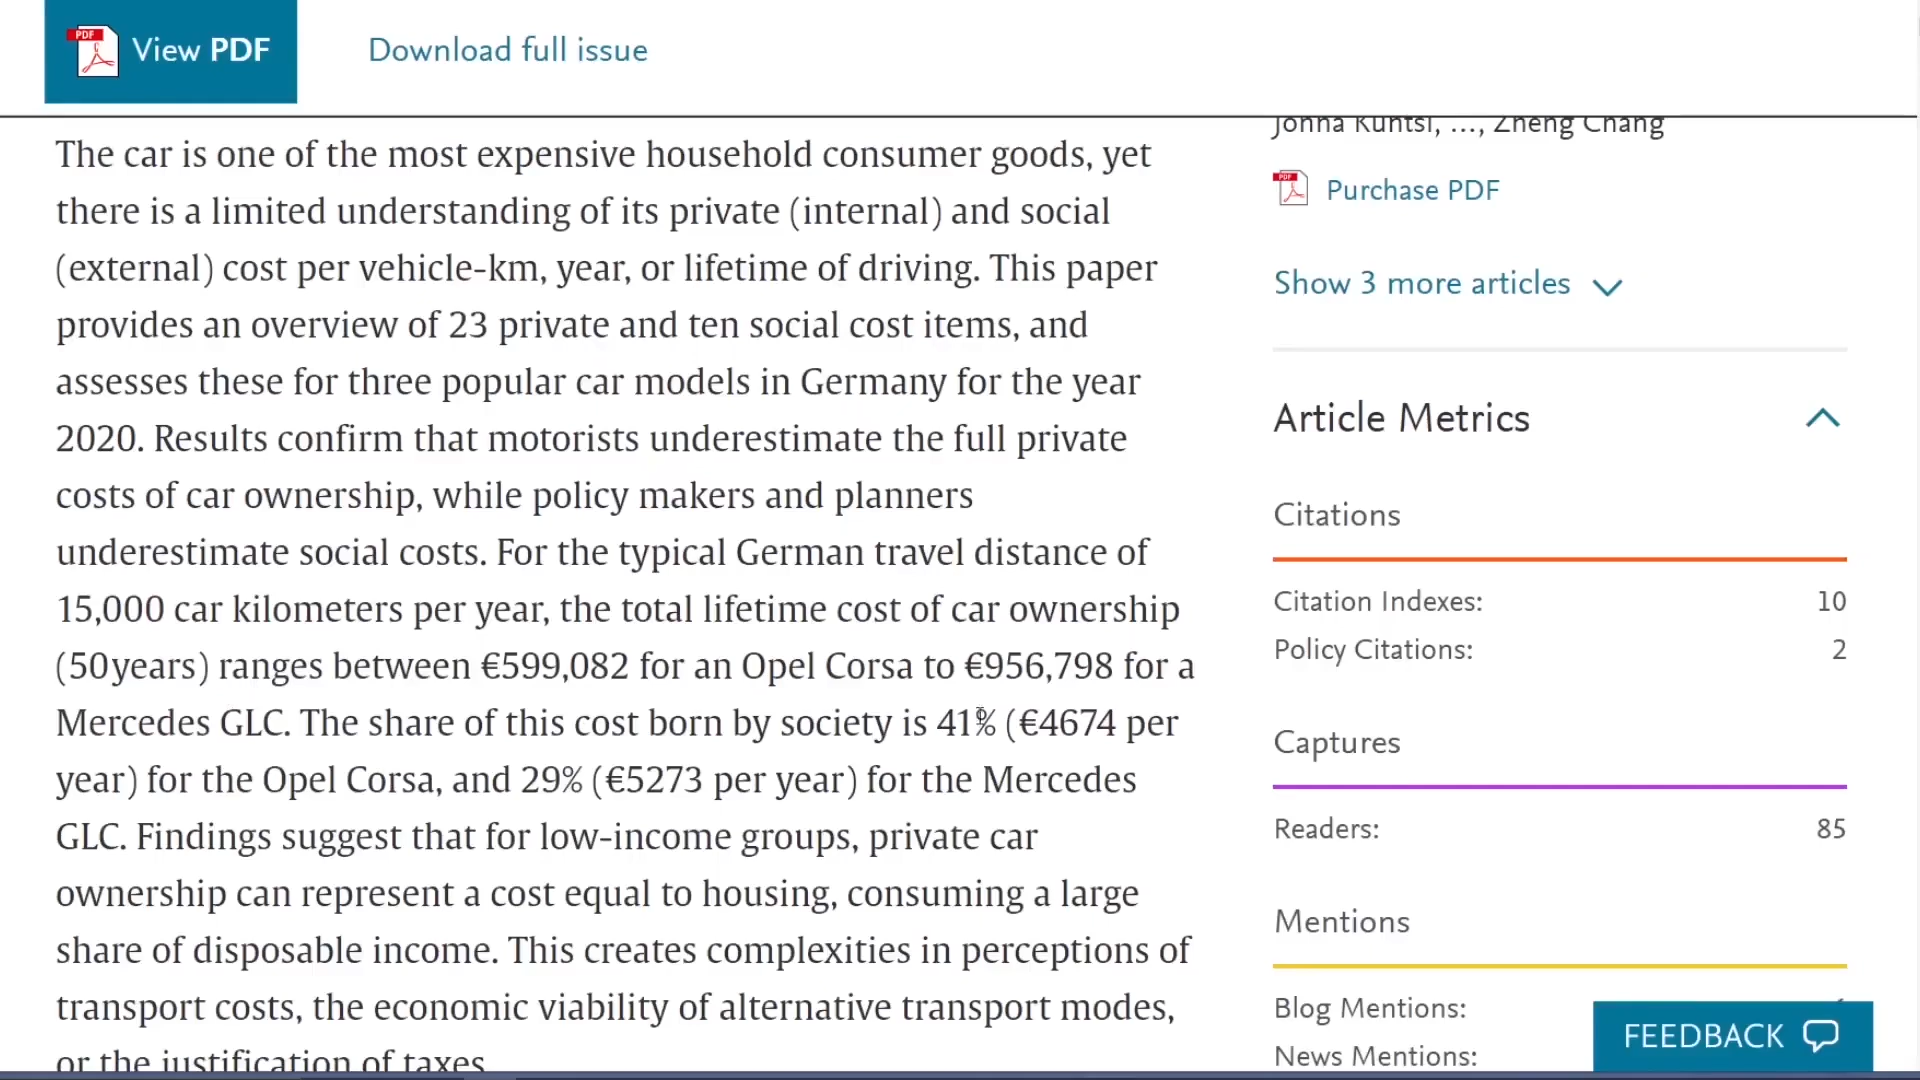 View PDF
Download full issue
The car is one of the most expensive household consumer goods, yet
there is a limited understanding of its private (internal) and social
(external) cost per vehicle-km, year, or lifetime of driving. This paper
provides an overview of 23 private and ten social cost items, and
assesses these for three popular car models in Germany for the year
2020. Results confirm that motorists underestimate the full private
costs of car ownership, while policy makers and planners
underestimate social costs. For the typical German travel distance of
15,000 car kilometers per year, the total lifetime cost of car ownership
(50 years) ranges between €599,082 for an Opel Corsa to €956,798 for a
Mercedes GLC. The share of this cost born by society is 41% (€4674 per
year) for the Opel Corsa, and 29% (€5273 per year) for the Mercedes
GLC. Findings suggest that for low-income groups, private car
ownership can represent a cost equal to housing, consuming a large
share of disposable income. This creates complexities in perceptions of
transport costs, the economic viability of alternative transport modes,
or the justification of taxes
Jonna Kuntsi, ..., Zheng Chang
PDF
Purchase PDF
Show 3 more articles
Article Metrics
Citations
Citation Indexes: 10
Policy Citations: 2
Captures
Readers: 85
Mentions
Blog Mentions:
News Mentions:
FEEDBACK